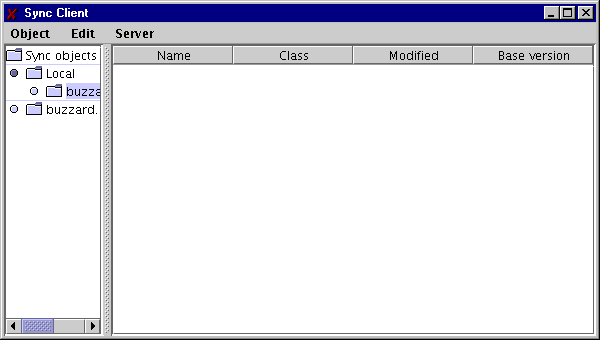 Sync Client
Object Edit Server
Name Class Modified Base version
Sync objects
Local
buzza
buzzard.